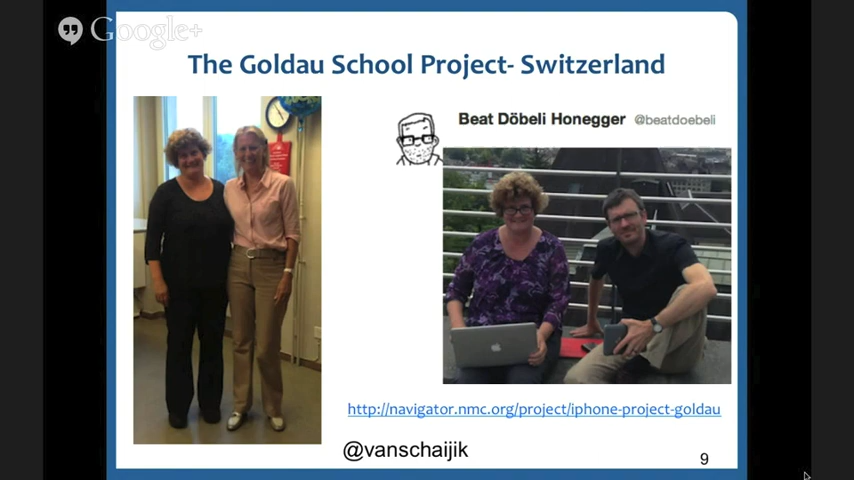 Google+
The Goldau School Project- Switzerland
Beat Döbeli Honegger @beatdoebeli
http://navigator.nmc.org/project/iphone-project-goldau
@vanschaijik
9